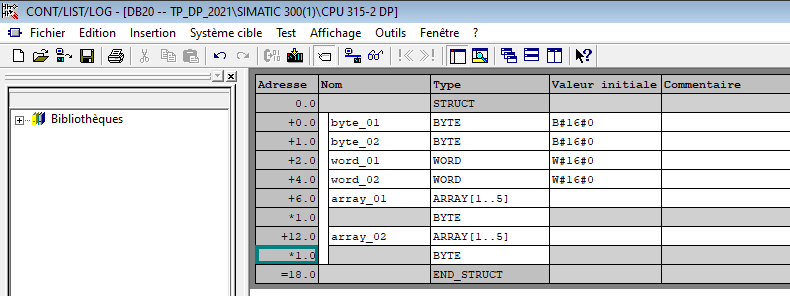 CONT/LIST/LOG - [DB20 -- TP_DP_2021\SIMATIC 300(1)\CPU 315-2 DP]
Fichier Edition Insertion Système cible Test Affichage Outils Fenêtre ?
Bibliothèques
Adresse Nom Type Valeur initiale Commentaire
0.0 STRUCT
+0.0 byte_01 BYTE B#16#0
+1.0 byte_02 BYTE B#16#0
+2.0 word_01 WORD W#16#0
+4.0 word_02 WORD W#16#0
+6.0 array_01 ARRAY[1..5]
*1.0 BYTE
+12.0 array_02 ARRAY[1..5]
*1.0 BYTE
=18.0 END_STRUCT